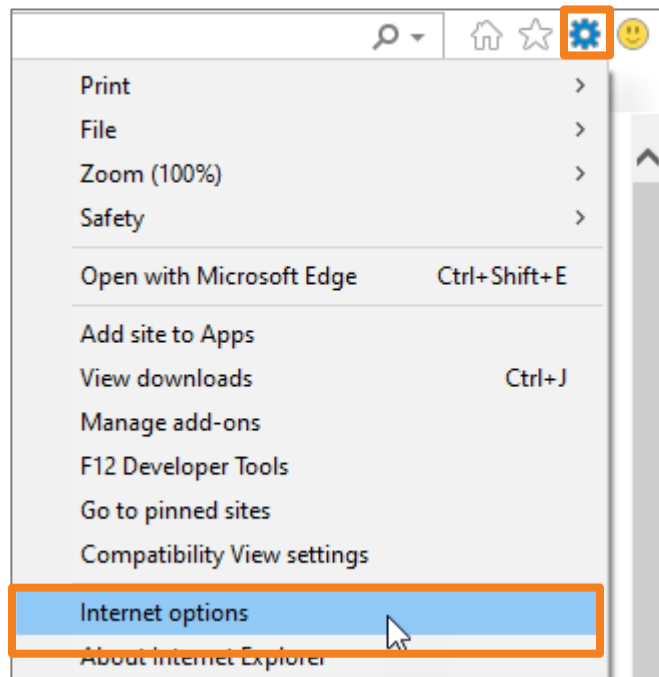 Print
File
Zoom (100%)
Safety
Open with Microsoft Edge Ctrl+Shift+E
Add site to Apps
View downloads Ctrl+J
Manage add-ons
F12 Developer Tools
Go to pinned sites
Compatibility View settings
Internet options
About Internet Explorer